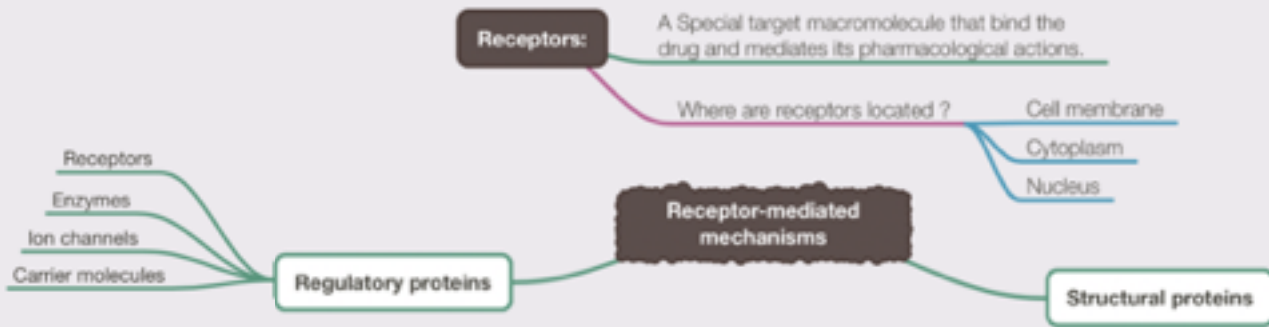 Receptors:
A Special target macromolecule that bind the
drug and mediates its pharmacological actions.
Where are receptors located ?
Cell membrane
Cytoplasm
Nucleus
Receptor-mediated
mechanisms
Receptors
Enzymes
Ion channels
Carrier molecules
Regulatory proteins
Structural proteins